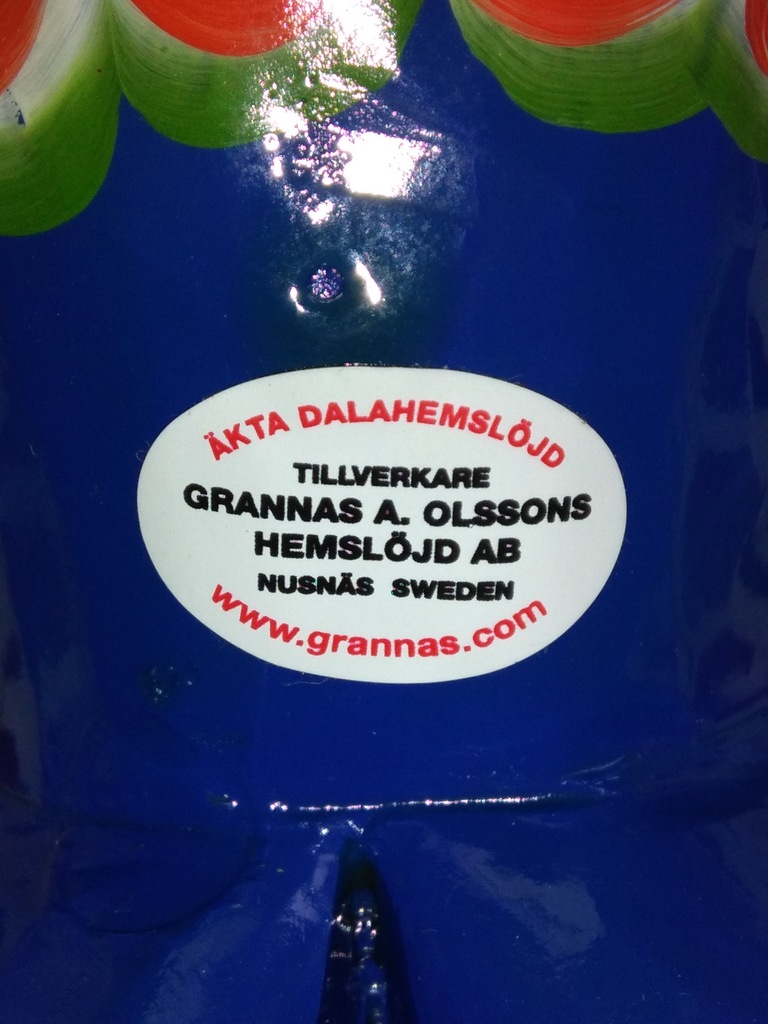 ÄKTA DALAHEMSLÖJD
TILLVERKARE
GRANNAS A. OLSSONS
HEMSLÖJD AB
NUSNÄS SWEDEN
www.grannas.com